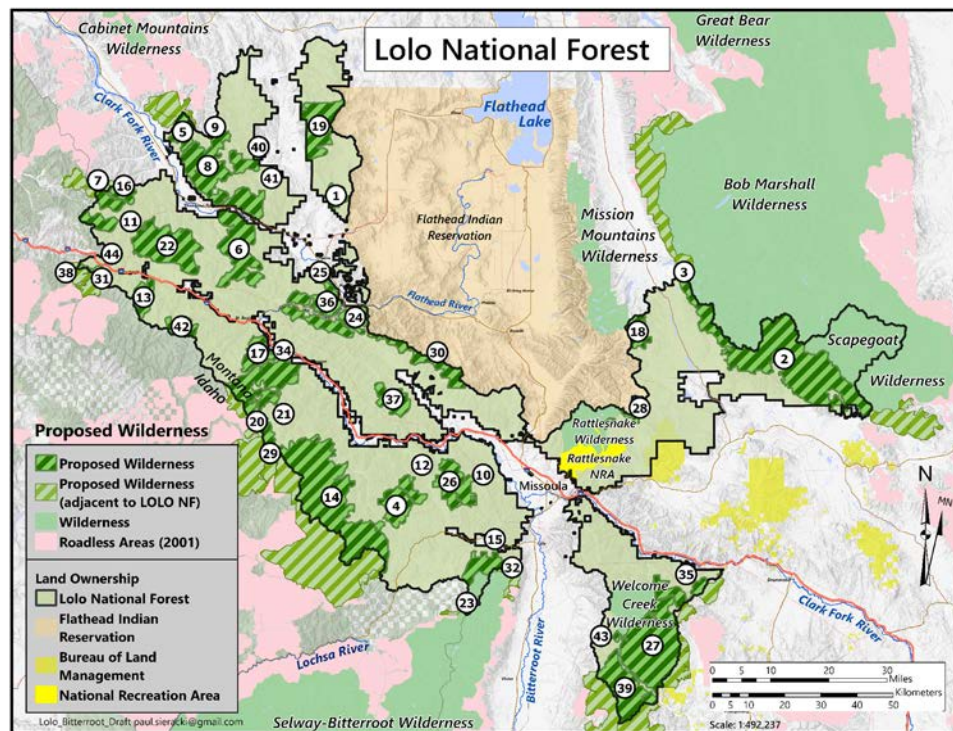 Lolo National Forest
Cabinet Mountains
Wilderness
Great Bear
Wilderness
Clark Fork River
Flathead
Lake
Bob Marshall
Wilderness
Mission
Mountains
Wilderness
Flathead Indian
Reservation
Flathead River
Scapegoat
Wilderness
Montana
Idaho
Rattlesnake
Wilderness
Rattlesnake
NRA
Missoula
Welcome
Creek
Wilderness
Clark Fork
River
Bitterroot River
Lochsa River
Selway-Bitterroot Wilderness
5
9
40
19
8
41
7
16
1
11
22
6
44
38
31
25
3
13
36
24
42
18
17
34
30
2
37
28
20
21
29
12
26
10
14
4
15
32
23
35
43
27
39
Proposed Wilderness
Proposed Wilderness
Proposed Wilderness
(adjacent to LOLO NF)
Wilderness
Roadless Areas (2001)
Land Ownership
Lolo National Forest
Flathead Indian
Reservation
Bureau of Land
Management
National Recreation Area
Lolo_Bitterroot_Draft-paul.sieracki@gmail.com
N
MN
0 5 10 20 30
Miles
Kilometers
0 5 10 20 30 40 50
Scale: 1:492,237